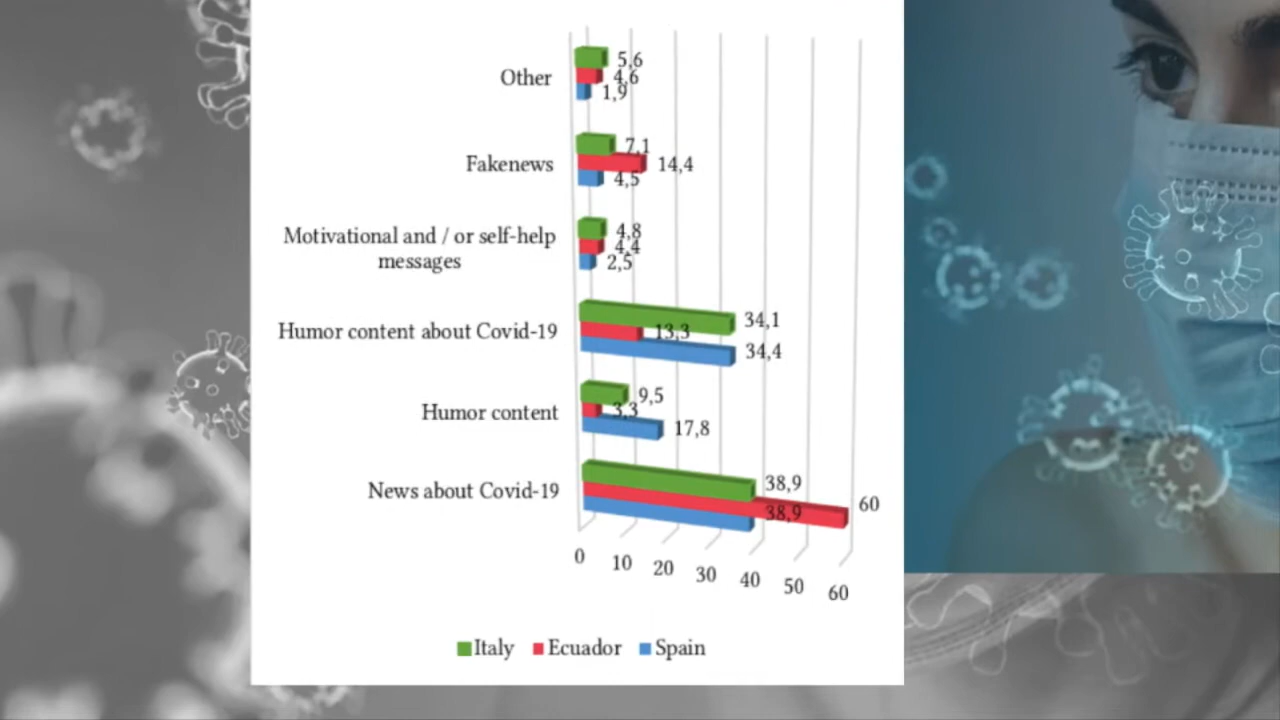 Other
5,6
4,6
1,9
Fakenews
7,1
14,4
4,5
Motivational and / or self-help
messages
4,8
4,4
2,5
Humor content about Covid-19
34,1
13,3
34,4
Humor content
9,5
3,3
17,8
News about Covid-19
38,9
60
38,9
0 10 20 30 40 50 60
Italy Ecuador Spain